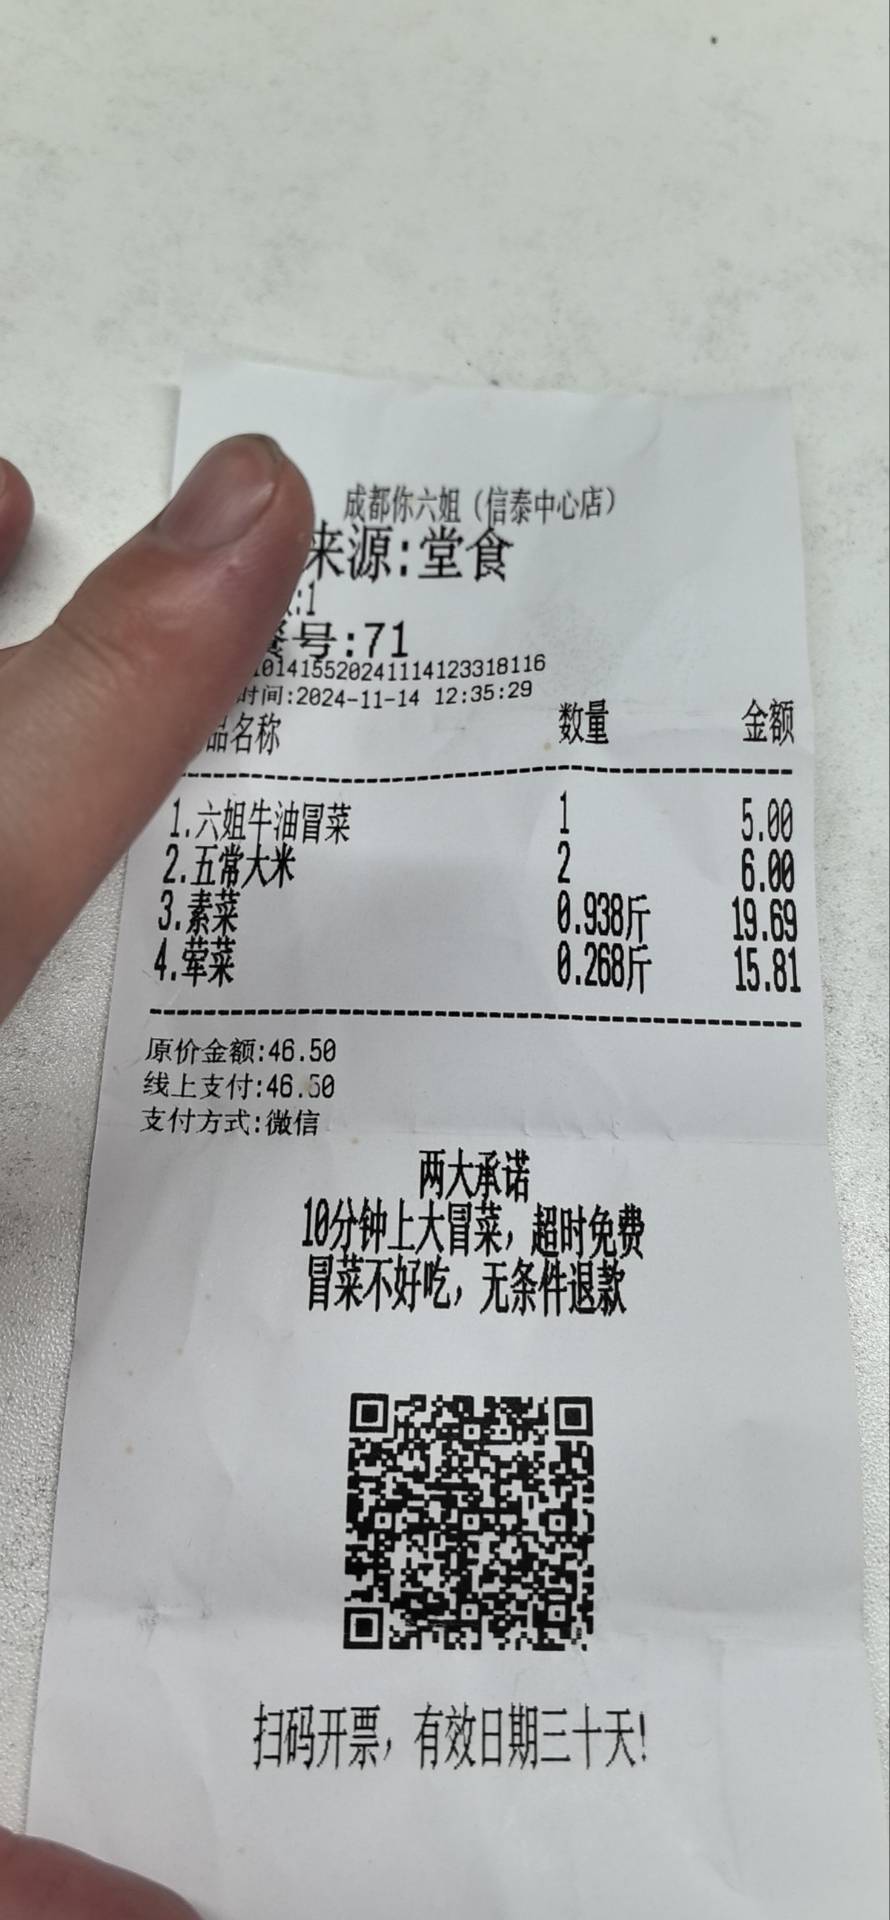 成都你六姐（信泰中心店）
来源:堂食
:1
餐号:71
101415520241114123318116
时间:2024-11-14 12:35:29
品名称 数量 金额
1.六姐牛油冒菜 1 5.00
2.五常大米 2 6.00
3.素菜 0.938斤 19.69
4.荤菜 0.268斤 15.81
原价金额:46.50
线上支付:46.50
支付方式:微信
两大承诺
10分钟上大冒菜，超时免费
冒菜不好吃，无条件退款
扫码开票，有效日期三十天!